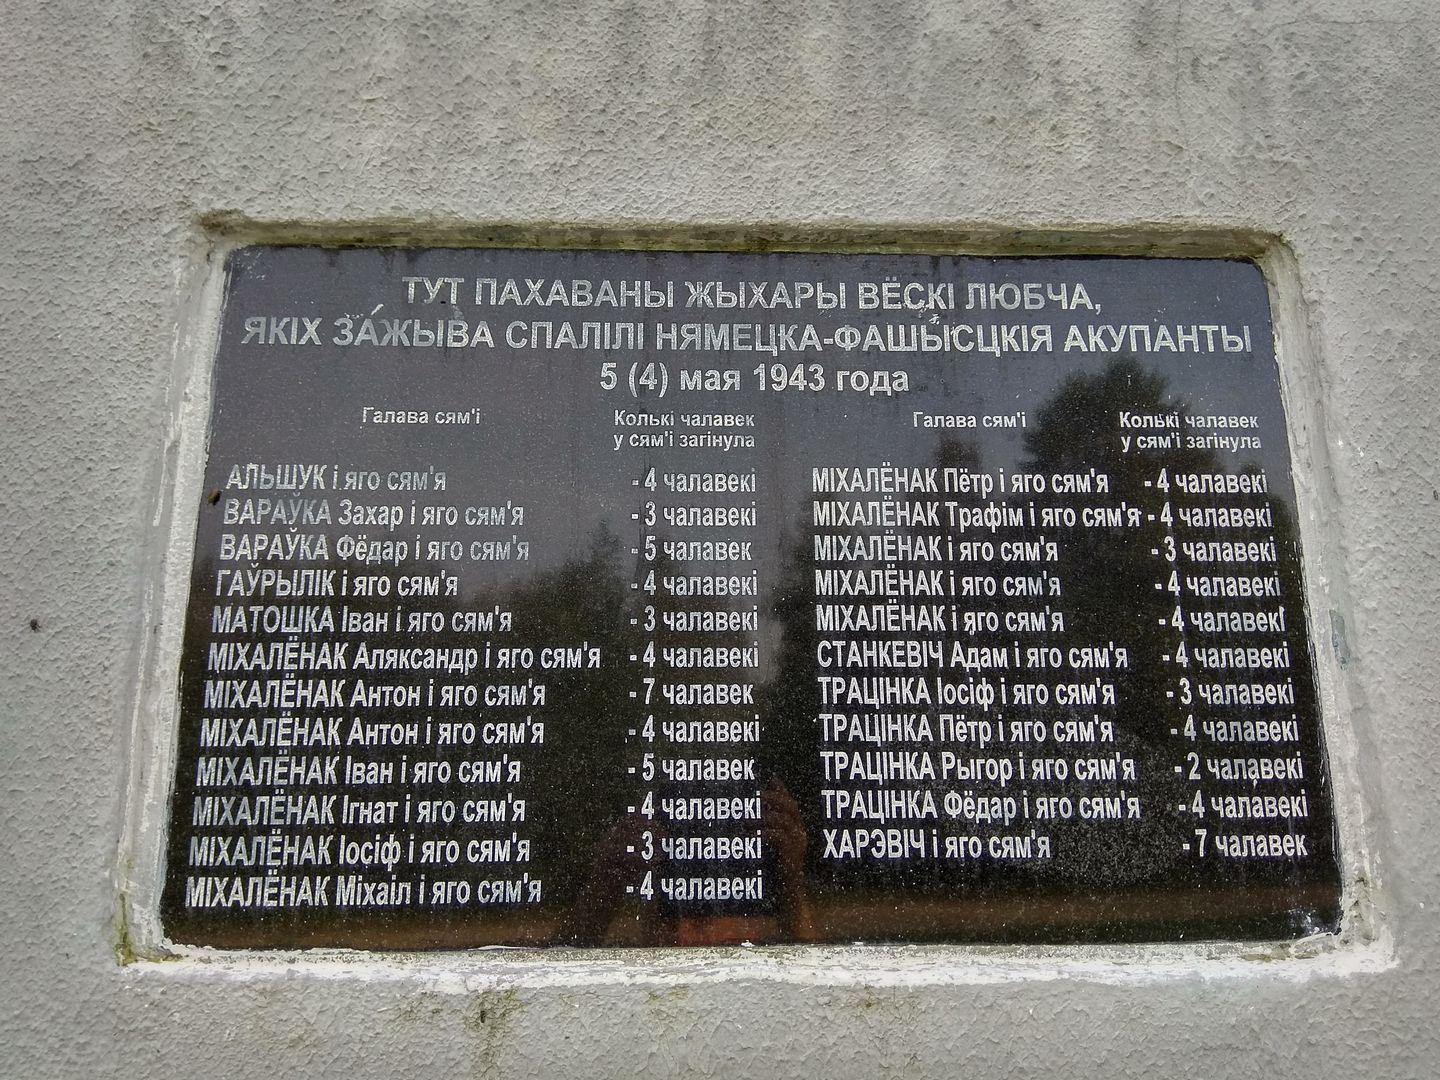 ТУТ ПАХАВАНЫ ЖЫХАРЫ ВЁСКІ ЛЮБЧА,
ЯКІХ ЗАЖЫВА СПАЛІЛІ НЯМЕЦКА-ФАШЫСЦКІЯ АКУПАНТЫ
5 (4) мая 1943 года
Галава сям'і Колькі чалавек у сям'і загінула
АЛЬШУК і яго сям'я - 4 чалавекі
ВАРАЎКА Захар і яго сям'я - 3 чалавекі
ВАРАЎКА Фёдар і яго сям'я - 5 чалавек
ГАЎРЫЛІК і яго сям'я - 4 чалавекі
МАТОШКА Іван і яго сям'я - 3 чалавекі
МІХАЛЁНАК Аляксандр і яго сям'я - 4 чалавекі
МІХАЛЁНАК Антон і яго сям'я - 7 чалавек
МІХАЛЁНАК Антон і яго сям'я - 4 чалавекі
МІХАЛЁНАК Іван і яго сям'я - 5 чалавек
МІХАЛЁНАК Ігнат і яго сям'я - 4 чалавекі
МІХАЛЁНАК Іосіф і яго сям'я - 3 чалавекі
МІХАЛЁНАК Міхаіл і яго сям'я - 4 чалавекі
Галава сям'і Колькі чалавек у сям'і загінула
МІХАЛЁНАК Пётр і яго сям'я - 4 чалавекі
МІХАЛЁНАК Трафім і яго сям'я - 4 чалавекі
МІХАЛЁНАК і яго сям'я - 3 чалавекі
МІХАЛЁНАК і яго сям'я - 4 чалавекі
МІХАЛЁНАК і яго сям'я - 4 чалавекі
СТАНКЕВІЧ Адам і яго сям'я - 4 чалавекі
ТРАЦІНКА Іосіф і яго сям'я - 3 чалавекі
ТРАЦІНКА Пётр і яго сям'я - 4 чалавекі
ТРАЦІНКА Рыгор і яго сям'я - 2 чалавекі
ТРАЦІНКА Фёдар і яго сям'я - 4 чалавекі
ХАРЭВІЧ і яго сям'я - 7 чалавек